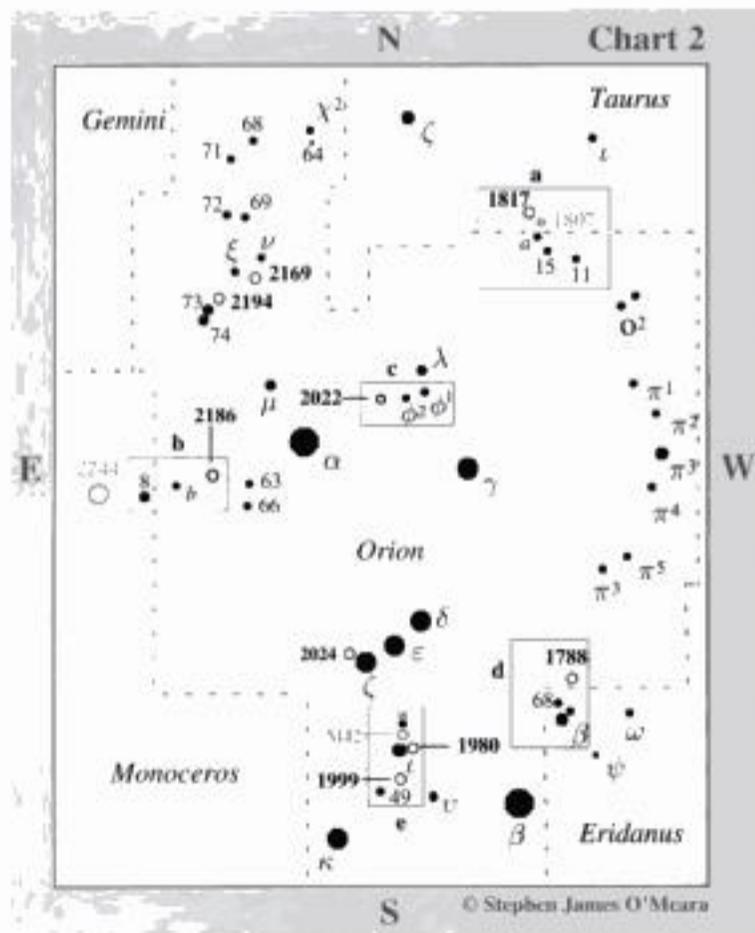 N Chart 2
Gemini
Taurus
χ²
68
64
ζ
71
ι
a
1817
1807
72
69
a
15
11
ξ
ν
2169
2194
73
74
o²
c
λ
μ
2022
φ²
φ¹
π¹
2186
π²
b
α
E
2244
8
b
63
66
γ
π³
W
π⁴
Orion
π⁵
π³
δ
2024
ε
ζ
d
1788
68
β
ω
M42
1980
ι
ψ
Monoceros
1999
49
υ
e
β
Eridanus
κ
S
© Stephen James O'Meara